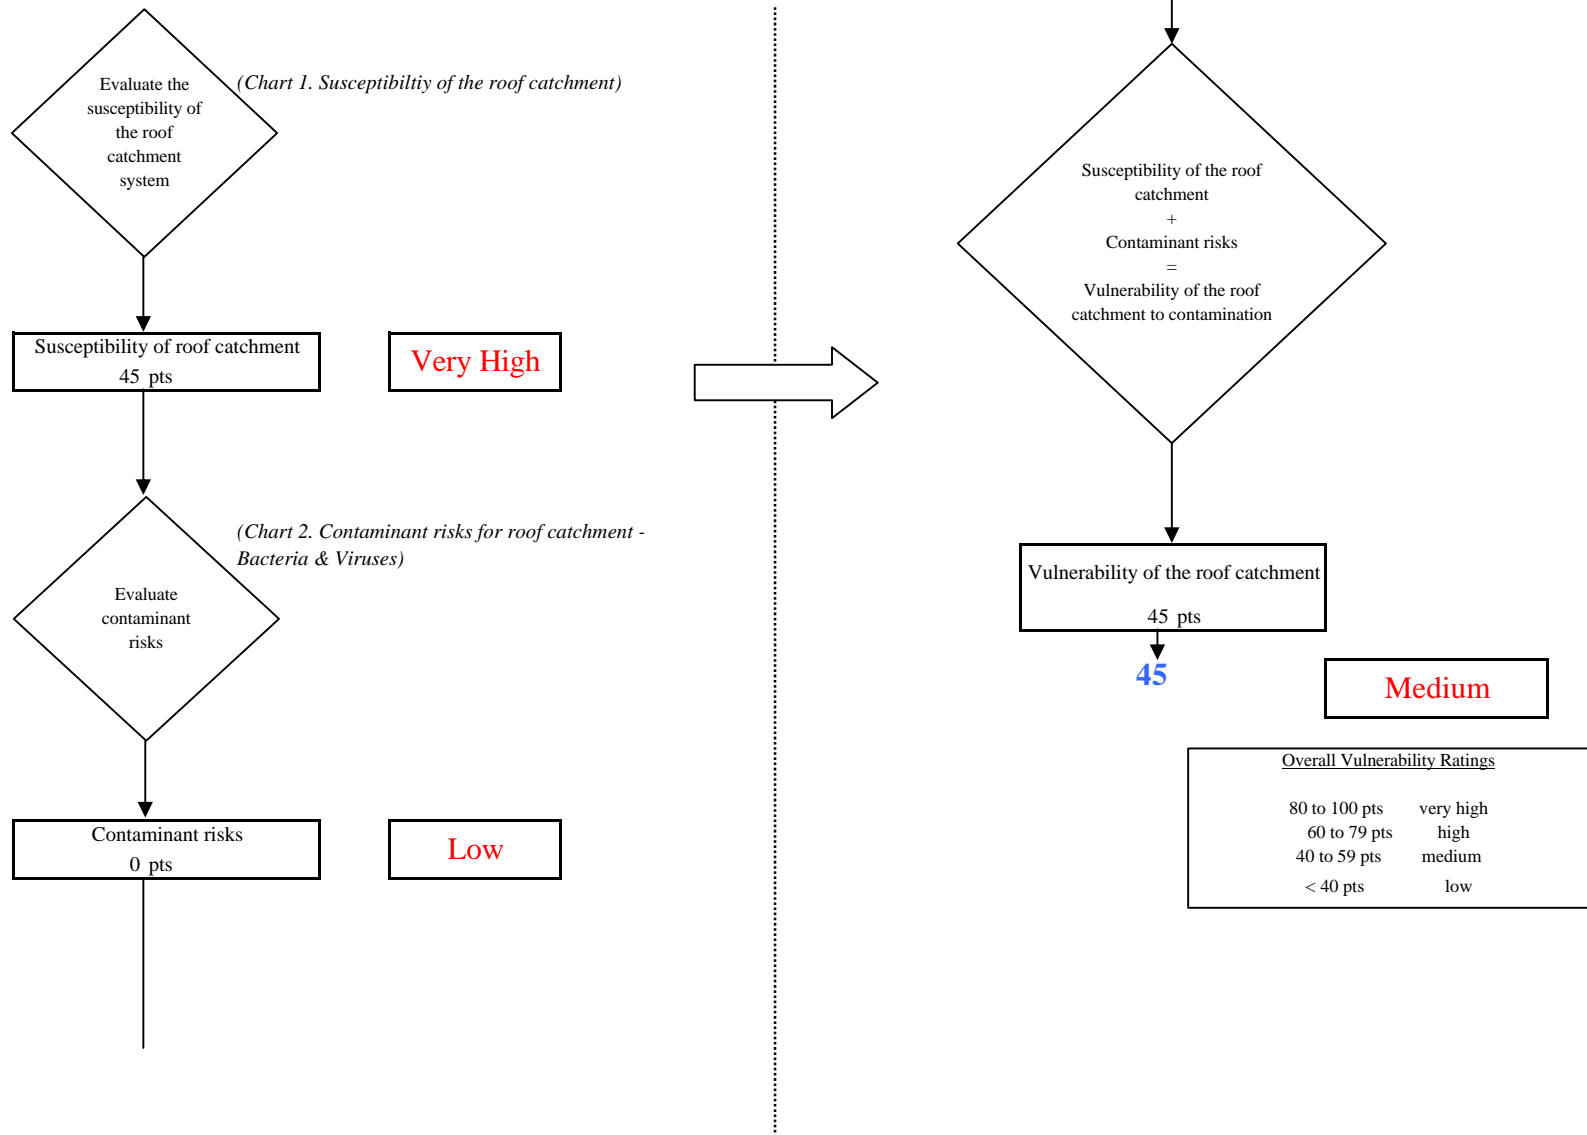 Evaluate the
susceptibility of
the roof
catchment
system
(Chart 1. Susceptibiltiy of the roof catchment)
Susceptibility of roof catchment
45 pts
Very High
(Chart 2. Contaminant risks for roof catchment -
Bacteria & Viruses)
Evaluate
contaminant
risks
Contaminant risks
0 pts
Low
Susceptibility of the roof
catchment
+
Contaminant risks
=
Vulnerability of the roof
catchment to contamination
Vulnerability of the roof catchment
45 pts
45
Medium
Overall Vulnerability Ratings
80 to 100 pts very high
60 to 79 pts high
40 to 59 pts medium
< 40 pts low